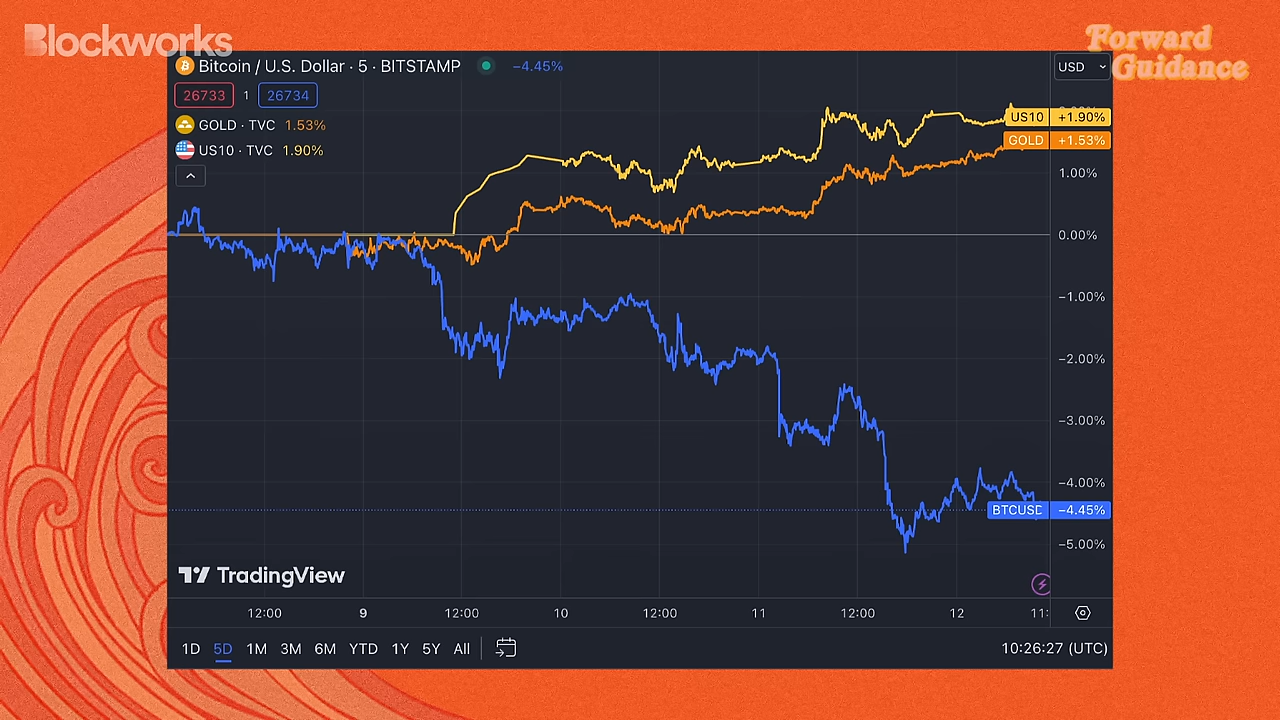 Blockworks
Forward
Guidance
Bitcoin / U.S. Dollar · 5 · BITSTAMP −4.45%
USD
26733 1 26734
GOLD · TVC 1.53%
US10 · TVC 1.90%
US10 +1.90%
GOLD +1.53%
1.00%
0.00%
−1.00%
−2.00%
−3.00%
−4.00%
BTCUSD −4.45%
−5.00%
TradingView
12:00 9 12:00 10 12:00 11 12:00 12 11:
1D 5D 1M 3M 6M YTD 1Y 5Y All 10:26:27 (UTC)